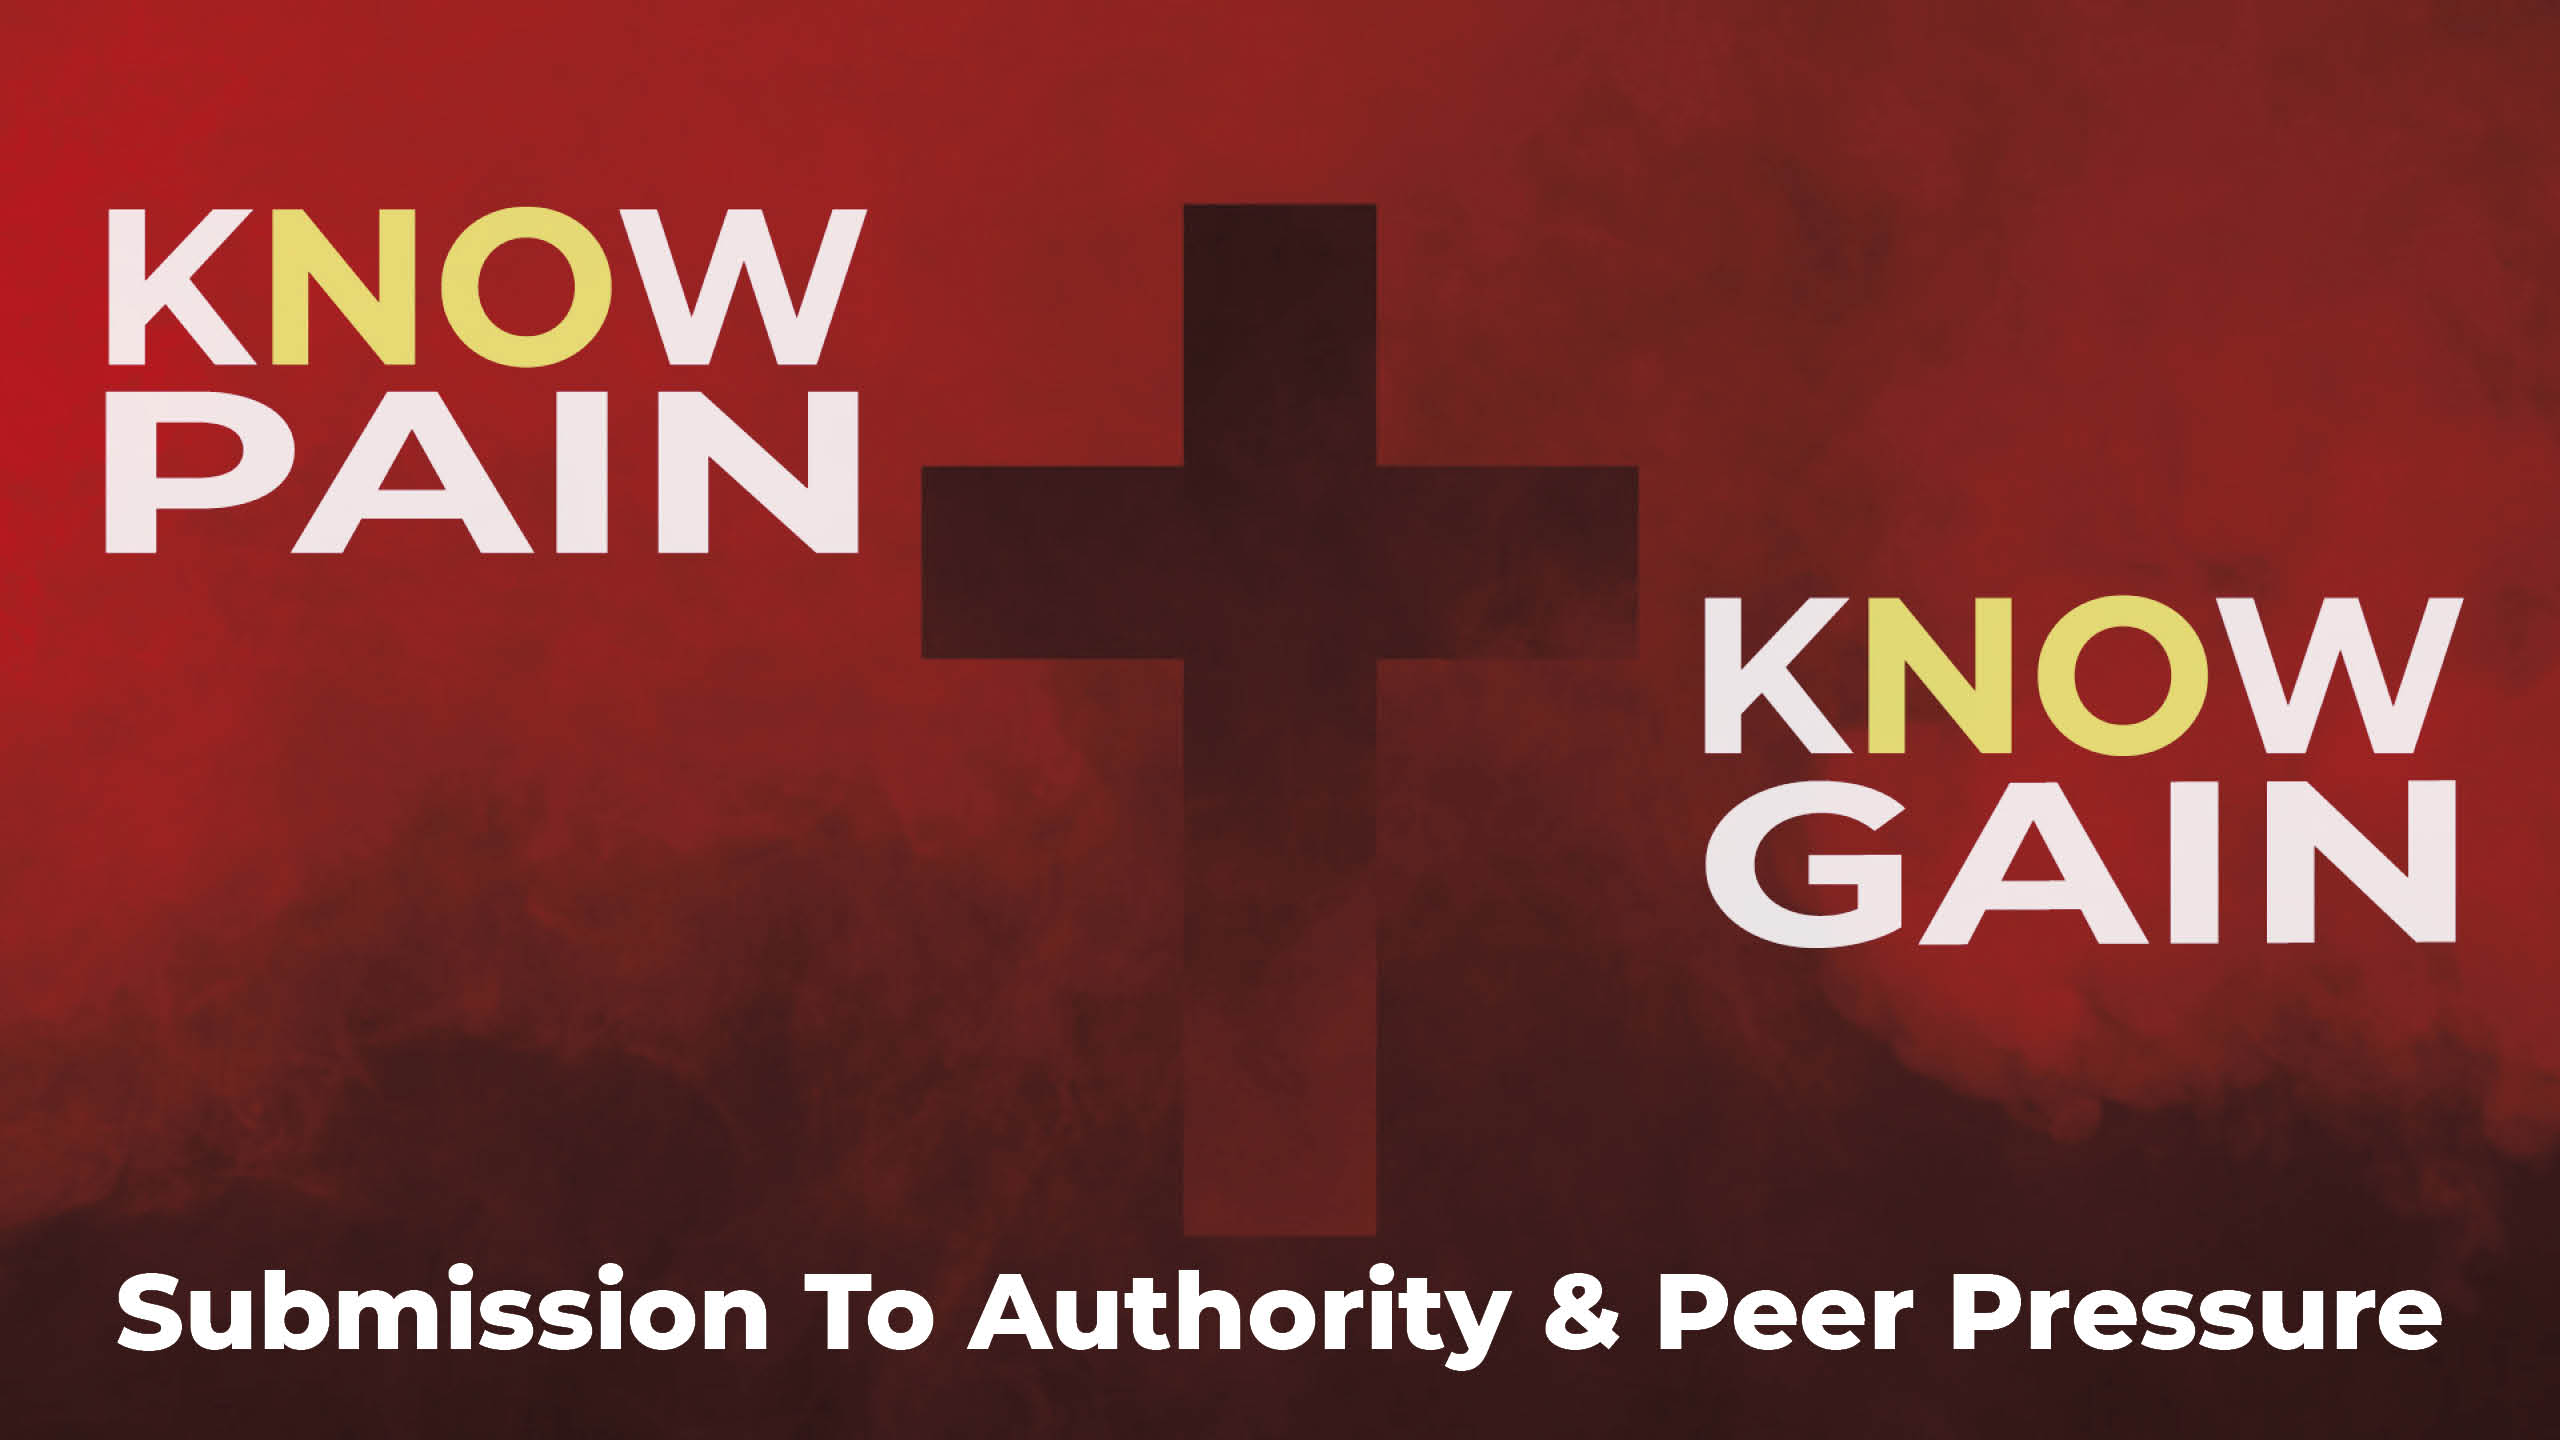 KNOW
PAIN
KNOW
GAIN
Submission To Authority & Peer Pressure